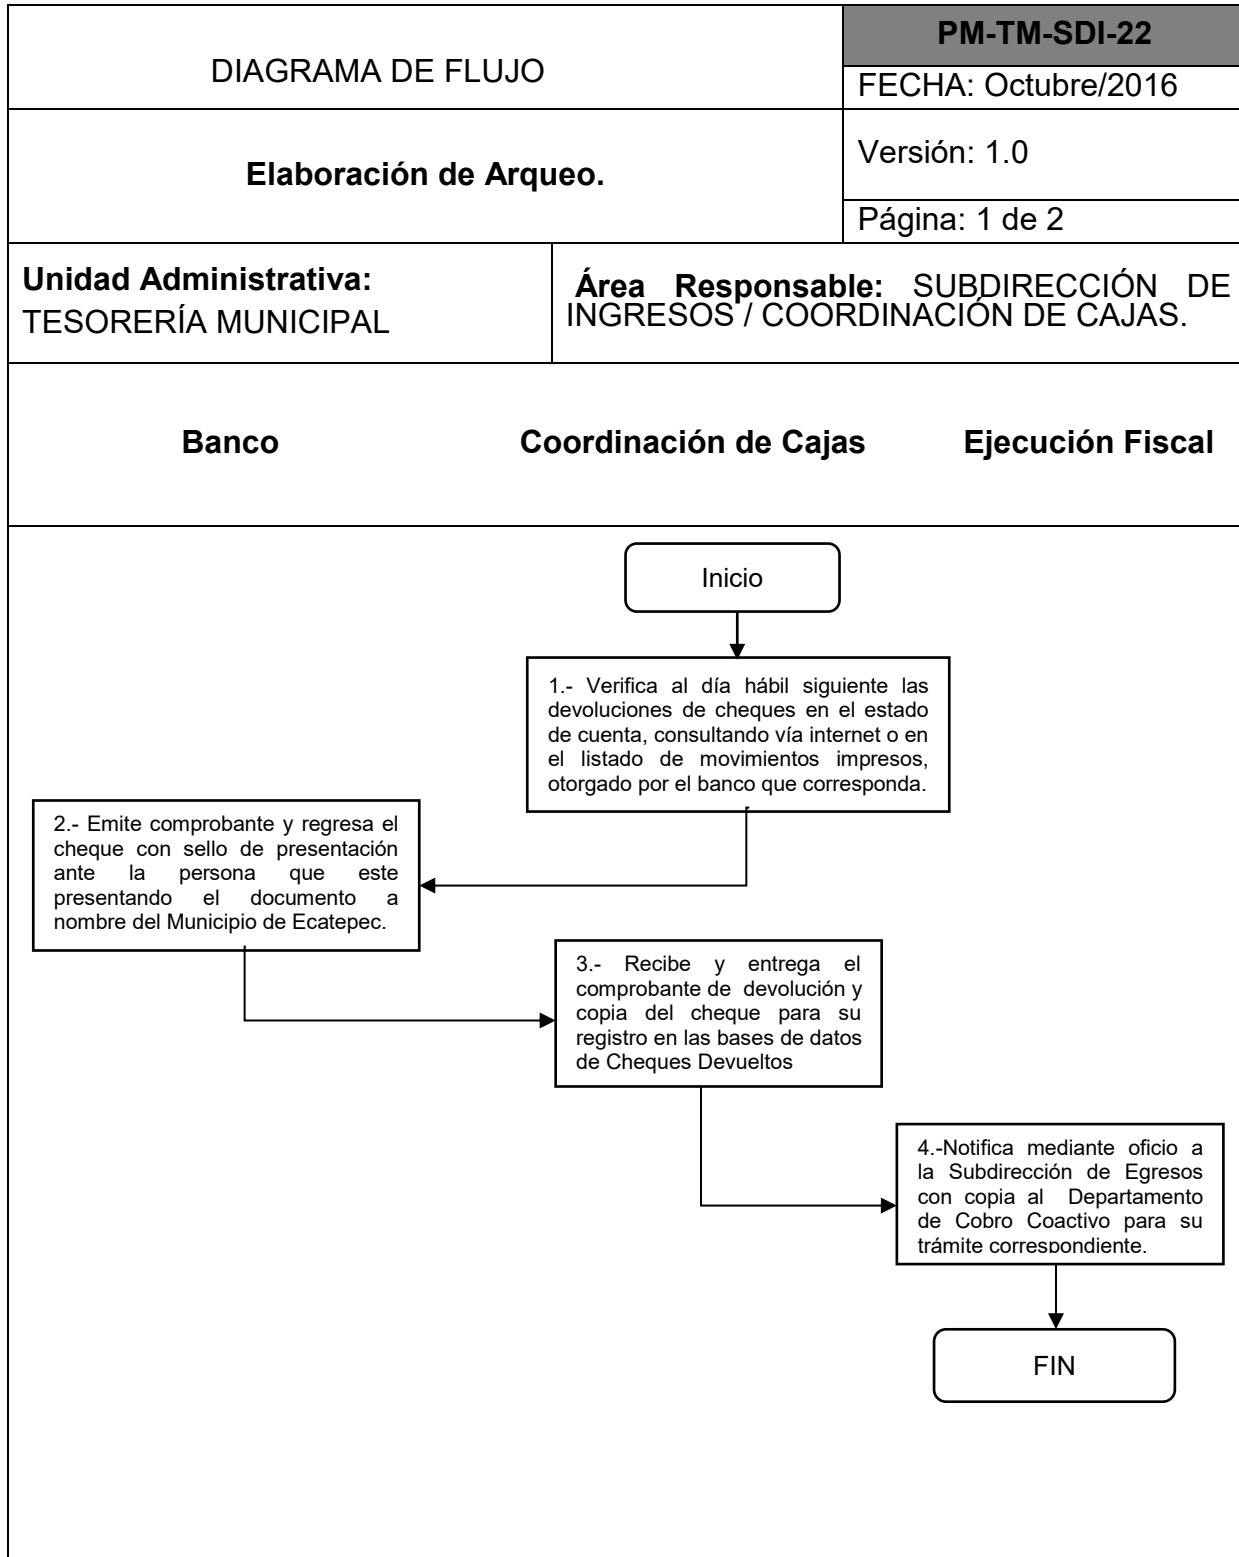 DIAGRAMA DE FLUJO
PM-TM-SDI-22
FECHA: Octubre/2016
Elaboración de Arqueo.
Versión: 1.0
Página: 1 de 2
Unidad Administrativa:
TESORERÍA MUNICIPAL
Área Responsable: SUBDIRECCIÓN DE
INGRESOS / COORDINACIÓN DE CAJAS.
Banco
Coordinación de Cajas
Ejecución Fiscal
Inicio
1.- Verifica al día hábil siguiente las
devoluciones de cheques en el estado
de cuenta, consultando vía internet o en
el listado de movimientos impresos,
otorgado por el banco que corresponda.
2.- Emite comprobante y regresa el
cheque con sello de presentación
ante la persona que este
presentando el documento a
nombre del Municipio de Ecatepec.
3.- Recibe y entrega el
comprobante de devolución y
copia del cheque para su
registro en las bases de datos
de Cheques Devueltos
4.-Notifica mediante oficio a
la Subdirección de Egresos
con copia al Departamento
de Cobro Coactivo para su
trámite correspondiente.
FIN